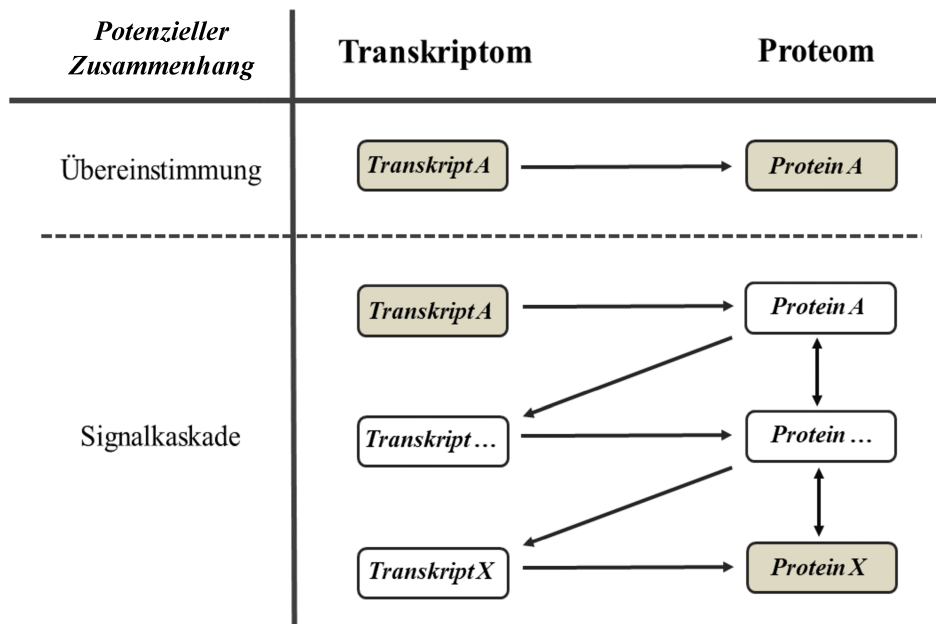 Potenzieller
Zusammenhang
Transkriptom
Proteom
Übereinstimmung
Transkript A
Protein A
Signalkaskade
Transkript A
Protein A
Transkript ...
Protein ...
Transkript X
Protein X